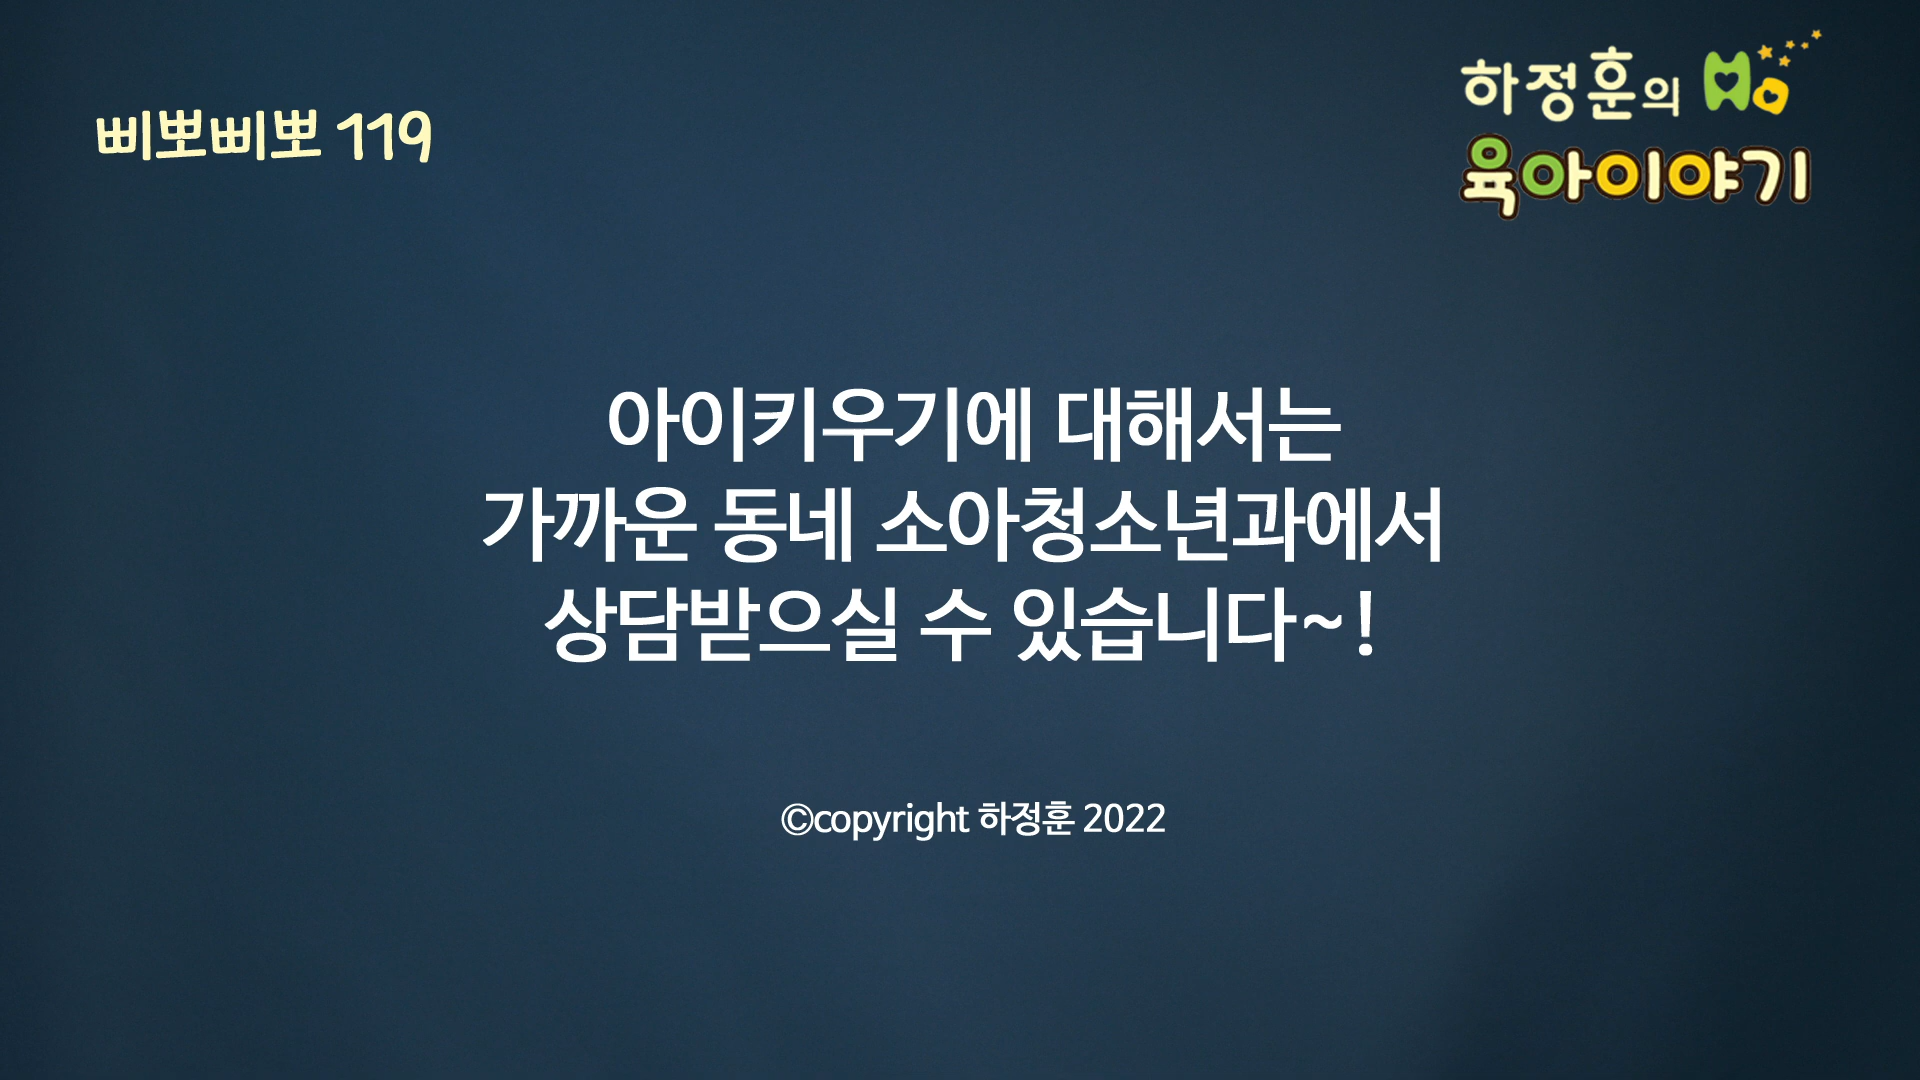 삐뽀삐뽀 119
하정훈의
육아이야기
아이키우기에 대해서는
가까운 동네 소아청소년과에서
상담받으실 수 있습니다~!
©copyright 하정훈 2022